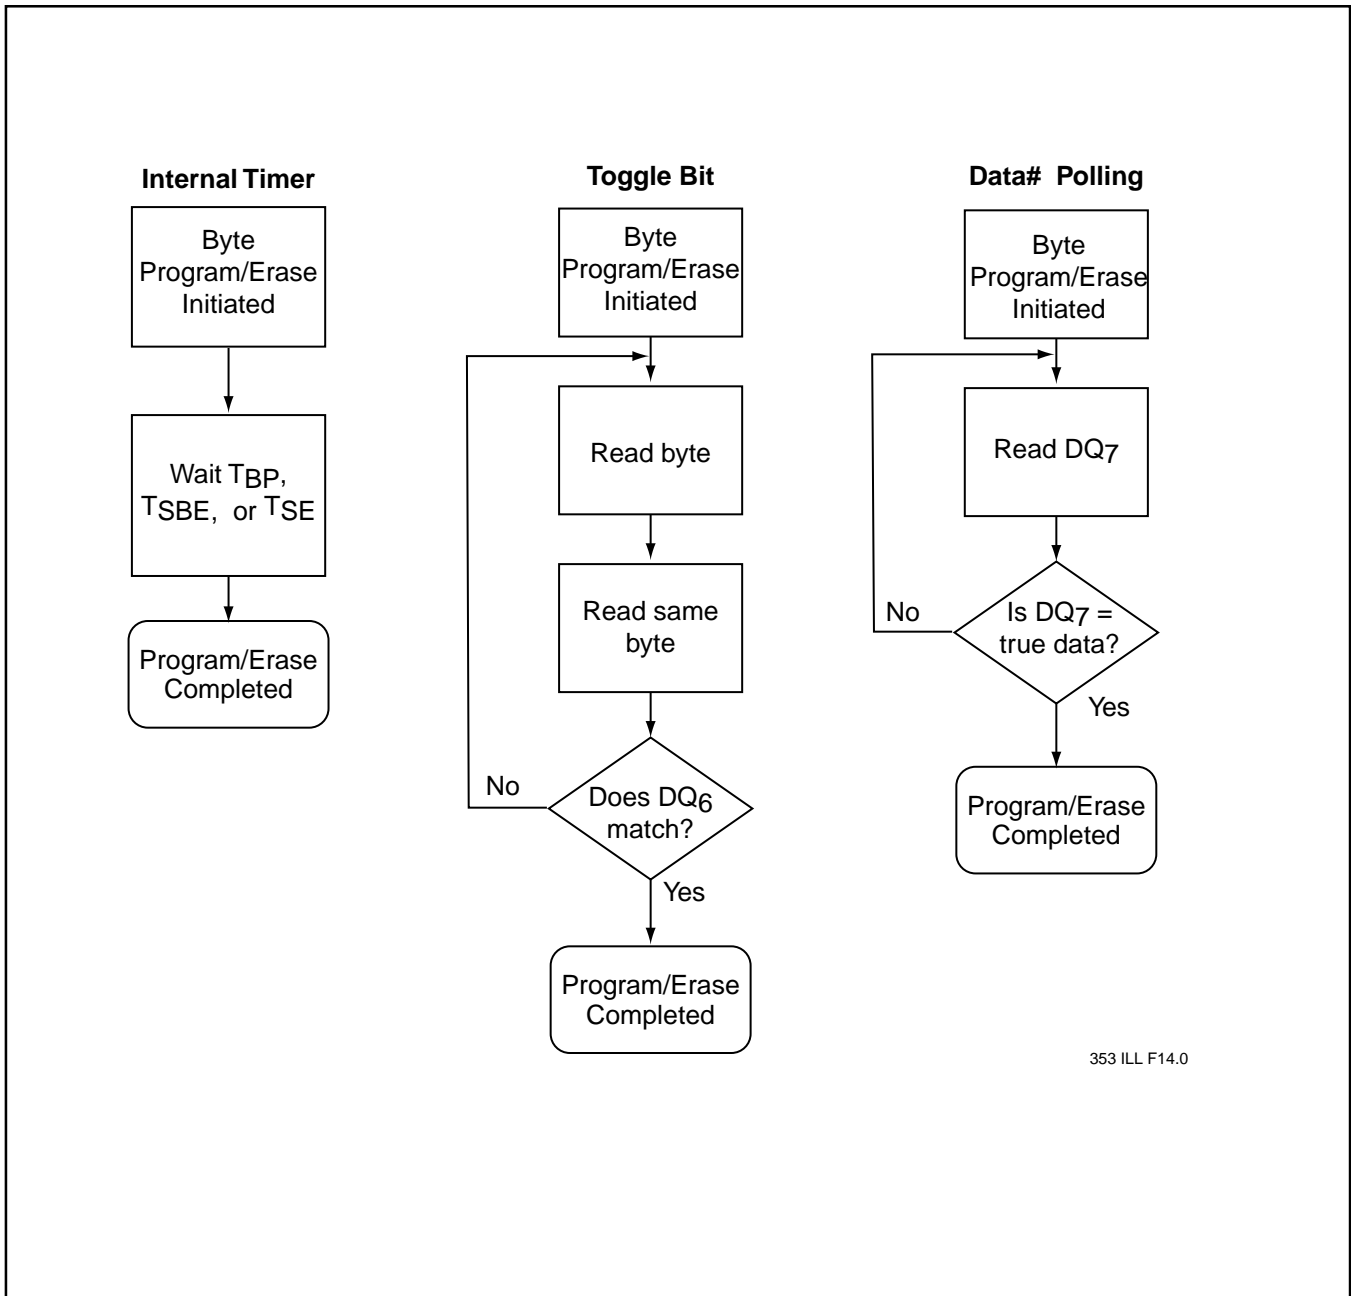 Internal Timer
Byte
Program/Erase
Initiated
Wait TBP,
TSBE, or TSE
Program/Erase
Completed
Toggle Bit
Byte
Program/Erase
Initiated
Read byte
Read same
byte
No
Does DQ6
match?
Yes
Program/Erase
Completed
Data# Polling
Byte
Program/Erase
Initiated
Read DQ7
No
Is DQ7 =
true data?
Yes
Program/Erase
Completed
353 ILL F14.0